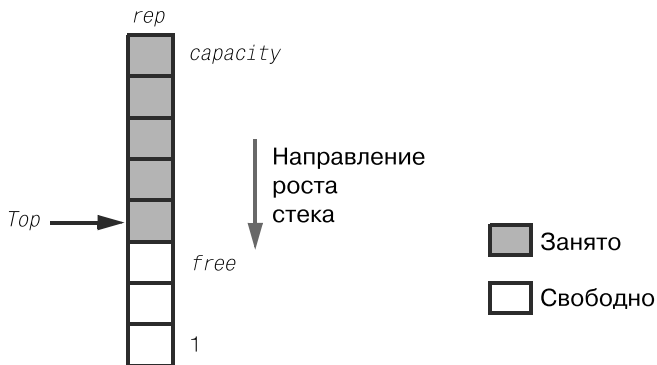 rep
capacity
Направление
роста
стека
Top
free
1
Занято
Свободно